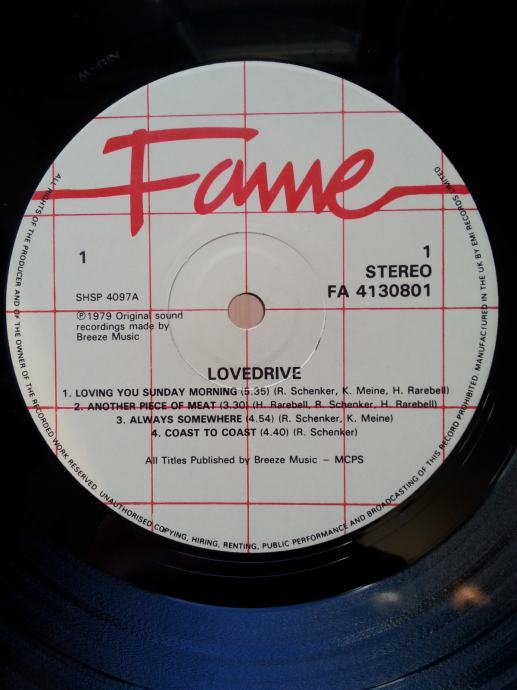 Fame
1
1
STEREO
FA 4130801
SHSP 4097A
Ⓟ1979 Original sound
recordings made by
Breeze Music
LOVEDRIVE
1. LOVING YOU SUNDAY MORNING (5.35) (R. Schenker, K. Meine, H. Rarebell)
2. ANOTHER PIECE OF MEAT (3.30) (H. Rarebell, R. Schenker, H. Rarebell)
3. ALWAYS SOMEWHERE (4.54) (R. Schenker, K. Meine)
4. COAST TO COAST (4.40) (R. Schenker)
All Titles Published by Breeze Music – MCPS
ALL RIGHTS OF THE PRODUCER AND OF THE OWNER OF THE RECORDED WORK RESERVED. UNAUTHORISED COPYING, HIRING, RENTING, PUBLIC PERFORMANCE AND BROADCASTING OF THIS RECORD PROHIBITED. MANUFACTURED IN THE UK BY EMI RECORDS LIMITED